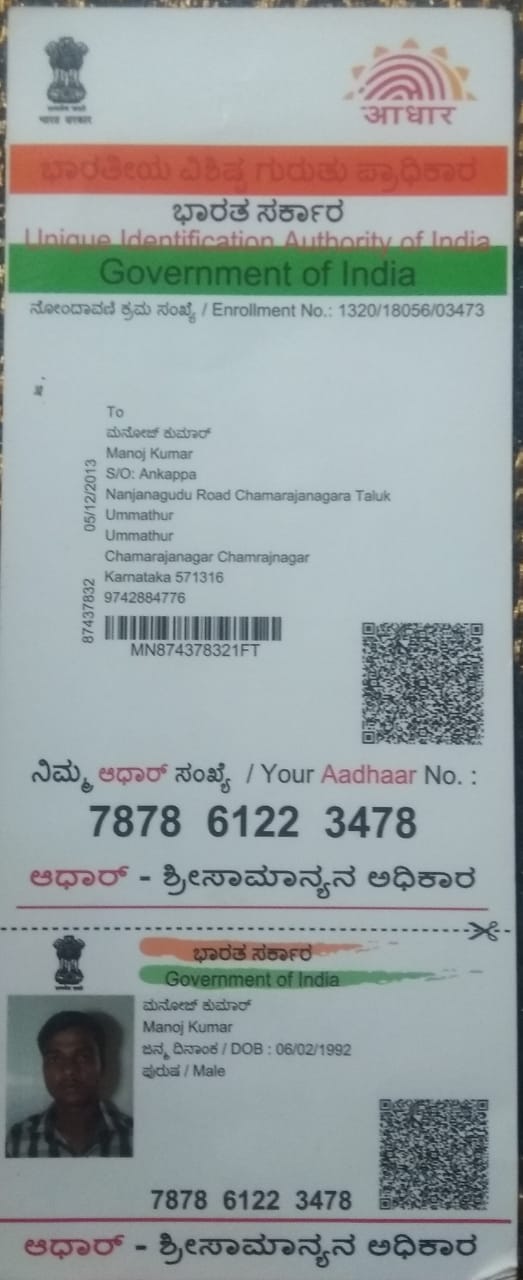 भारत सरकार
आधार
ಭಾರತೀಯ ವಿಶಿಷ್ಟ ಗುರುತು ಪ್ರಾಧಿಕಾರ
ಭಾರತ ಸರ್ಕಾರ
Unique Identification Authority of India
Government of India
ನೋಂದಾವಣಿ ಕ್ರಮ ಸಂಖ್ಯೆ / Enrollment No.: 1320/18056/03473
To
ಮನೋಜ್ ಕುಮಾರ್
Manoj Kumar
S/O: Ankappa
Nanjanagudu Road Chamarajanagara Taluk
Ummathur
Ummathur
Chamarajanagar Chamrajnagar
Karnataka 571316
9742884776
87437832 05/12/2013
MN874378321FT
ನಿಮ್ಮ ಆಧಾರ್ ಸಂಖ್ಯೆ / Your Aadhaar No. :
7878 6122 3478
ಆಧಾರ್ - ಶ್ರೀಸಾಮಾನ್ಯನ ಅಧಿಕಾರ
ಭಾರತ ಸರ್ಕಾರ
Government of India
ಮನೋಜ್ ಕುಮಾರ್
Manoj Kumar
ಜನ್ಮ ದಿನಾಂಕ / DOB : 06/02/1992
ಪುರುಷ / Male
7878 6122 3478
ಆಧಾರ್ - ಶ್ರೀಸಾಮಾನ್ಯನ ಅಧಿಕಾರ